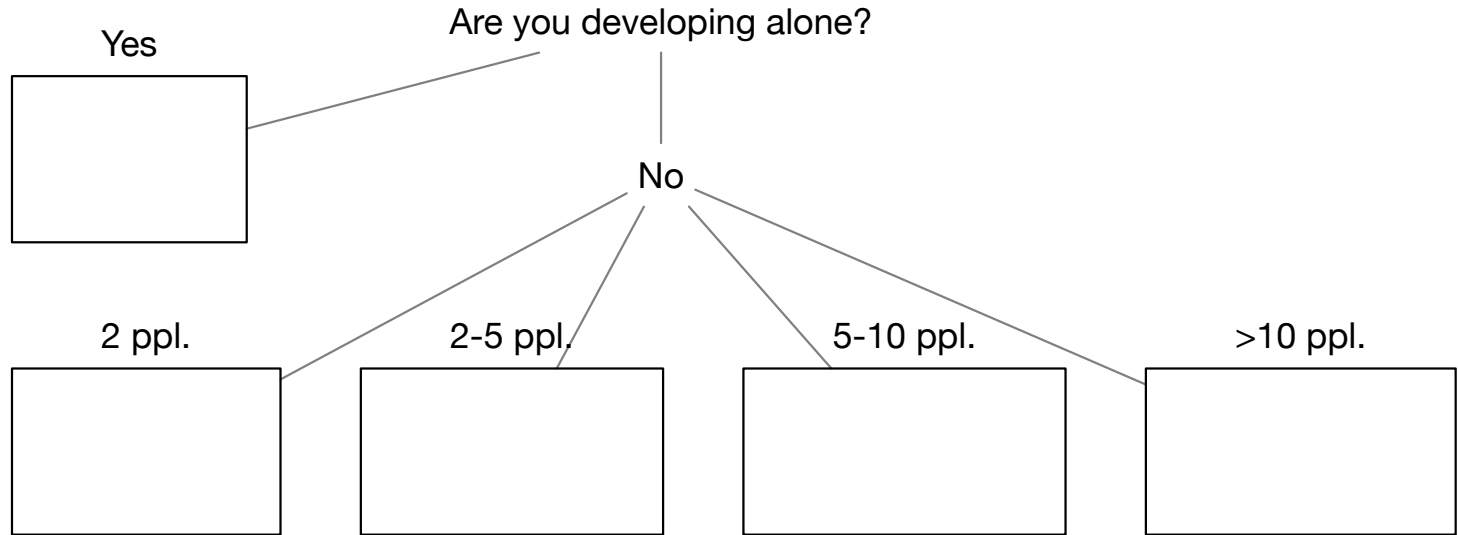 Are you developing alone?
Yes
No
2 ppl.
2-5 ppl.
5-10 ppl.
>10 ppl.